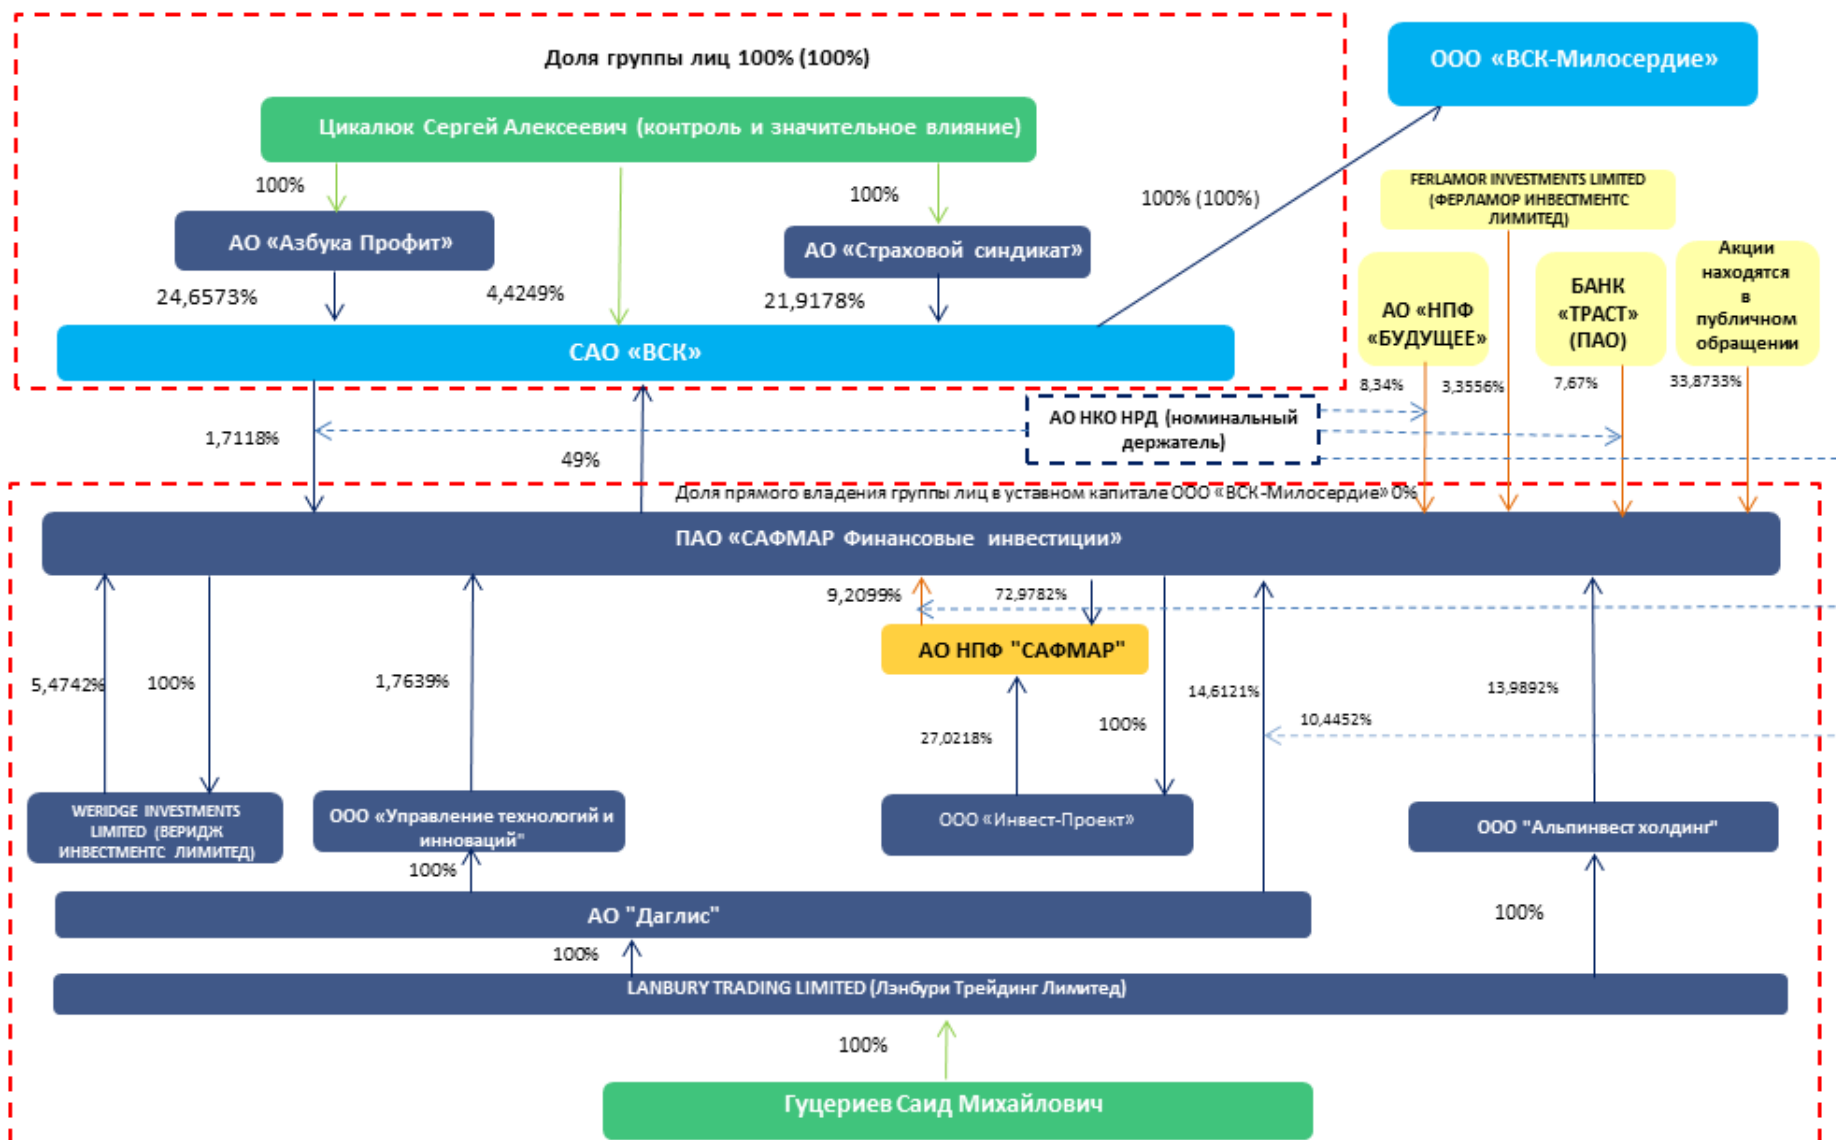 Доля группы лиц 100% (100%)
ООО «ВСК-Милосердие»
Цикалюк Сергей Алексеевич (контроль и значительное влияние)
100%
100%
100% (100%)
FERLAMOR INVESTMENTS LIMITED
(ФЕРЛАМОР ИНВЕСТМЕНТС
ЛИМИТЕД)
АО «Азбука Профит»
АО «Страховой синдикат»
24,6573%
4,4249%
21,9178%
АО «НПФ
«БУДУЩЕЕ»
БАНК
«ТРАСТ»
(ПАО)
Акции
находятся
в
публичном
обращении
САО «ВСК»
8,34%
3,3556%
7,67%
33,8733%
АО НКО НРД (номинальный
держатель)
1,7118%
49%
Доля прямого владения группы лиц в уставном капитале ООО «ВСК-Милосердие» 0%
ПАО «САФМАР Финансовые инвестиции»
9,2099%
72,9782%
АО НПФ "САФМАР"
5,4742%
100%
1,7639%
14,6121%
13,9892%
10,4452%
27,0218%
100%
WERIDGE INVESTMENTS
LIMITED (ВЕРИДЖ
ИНВЕСТМЕНТС ЛИМИТЕД)
ООО «Управление технологий и
инноваций"
ООО «Инвест-Проект»
ООО "Альпинвест холдинг"
100%
АО "Даглис"
100%
100%
LANBURY TRADING LIMITED (Лэнбури Трейдинг Лимитед)
100%
Гуцериев Саид Михайлович